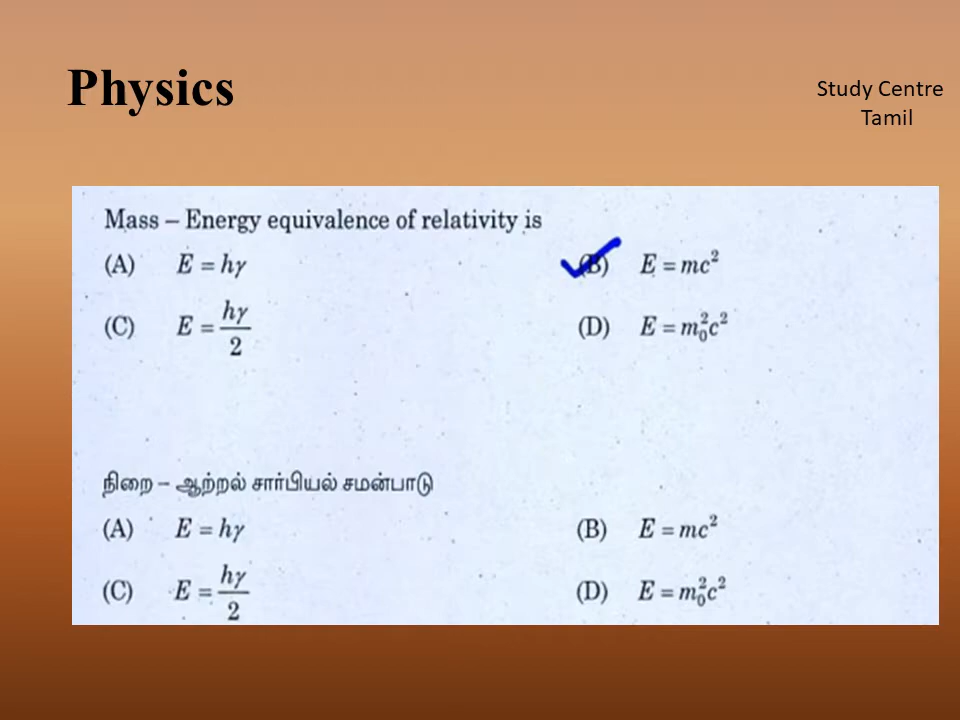 Physics
Study Centre
Tamil
Mass – Energy equivalence of relativity is
(A) E = hγ
(B) E = mc²
(C) E = hγ/2
(D) E = m₀²c²
நிறை – ஆற்றல் சார்பியல் சமன்பாடு
(A) E = hγ
(B) E = mc²
(C) E = hγ/2
(D) E = m₀²c²